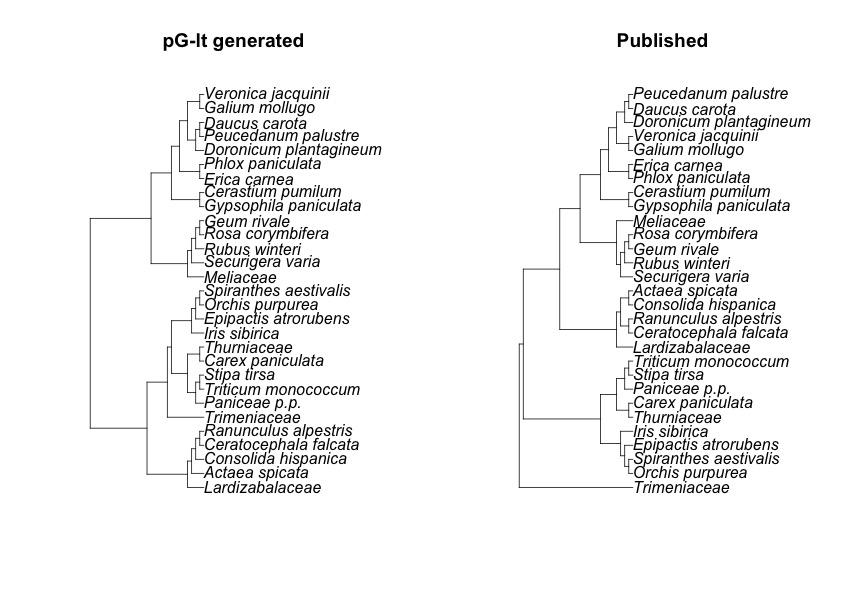 pG-lt generated
Veronica jacquinii
Galium mollugo
Daucus carota
Peucedanum palustre
Doronicum plantagineum
Phlox paniculata
Erica carnea
Cerastium pumilum
Gypsophila paniculata
Geum rivale
Rosa corymbifera
Rubus winteri
Securigera varia
Meliaceae
Spiranthes aestivalis
Orchis purpurea
Epipactis atrorubens
Iris sibirica
Thurniaceae
Carex paniculata
Stipa tirsa
Triticum monococcum
Paniceae p.p.
Trimeniaceae
Ranunculus alpestris
Ceratocephala falcata
Consolida hispanica
Actaea spicata
Lardizabalaceae
Published
Peucedanum palustre
Daucus carota
Doronicum plantagineum
Veronica jacquinii
Galium mollugo
Erica carnea
Phlox paniculata
Cerastium pumilum
Gypsophila paniculata
Meliaceae
Rosa corymbifera
Geum rivale
Rubus winteri
Securigera varia
Actaea spicata
Consolida hispanica
Ranunculus alpestris
Ceratocephala falcata
Lardizabalaceae
Triticum monococcum
Stipa tirsa
Paniceae p.p.
Carex paniculata
Thurniaceae
Iris sibirica
Epipactis atrorubens
Spiranthes aestivalis
Orchis purpurea
Trimeniaceae